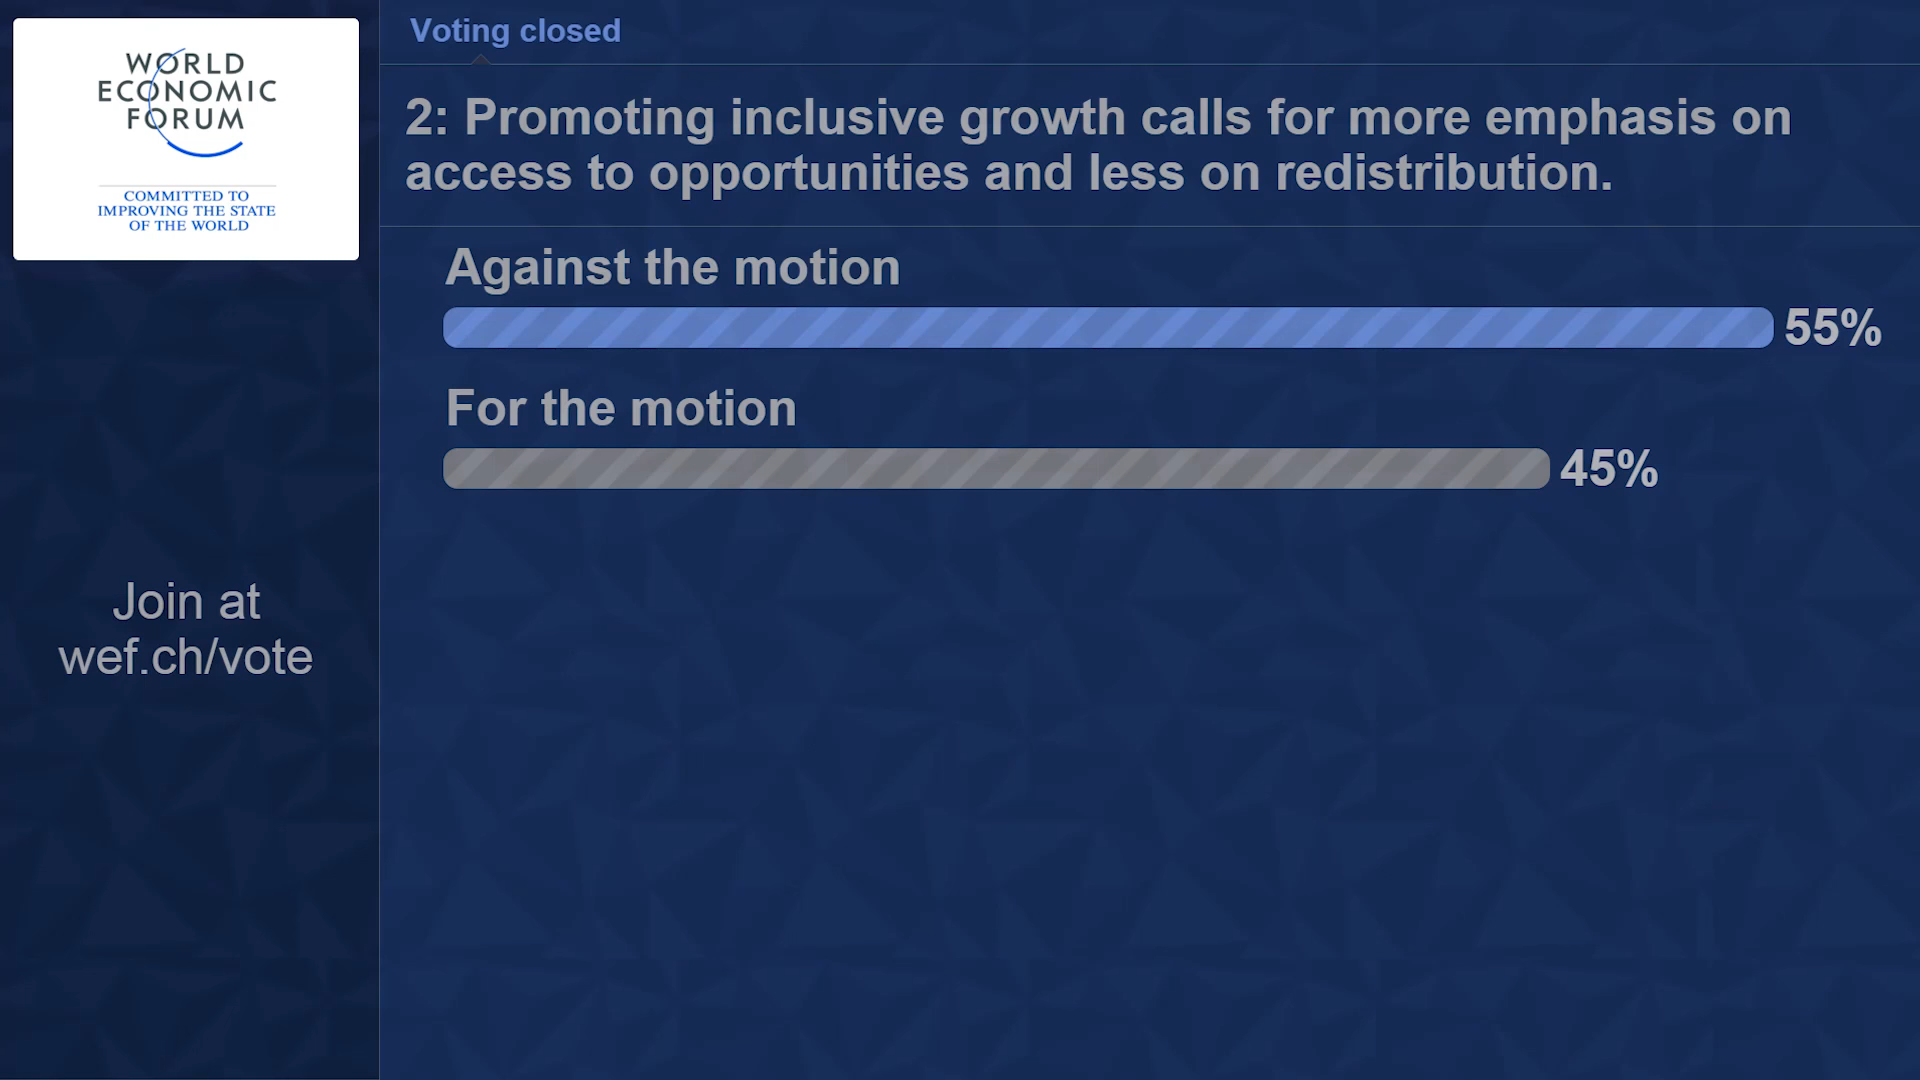 WORLD
ECONOMIC
FORUM
COMMITTED TO
IMPROVING THE STATE
OF THE WORLD
Join at
wef.ch/vote
Voting closed
2: Promoting inclusive growth calls for more emphasis on
access to opportunities and less on redistribution.
Against the motion
55%
For the motion
45%